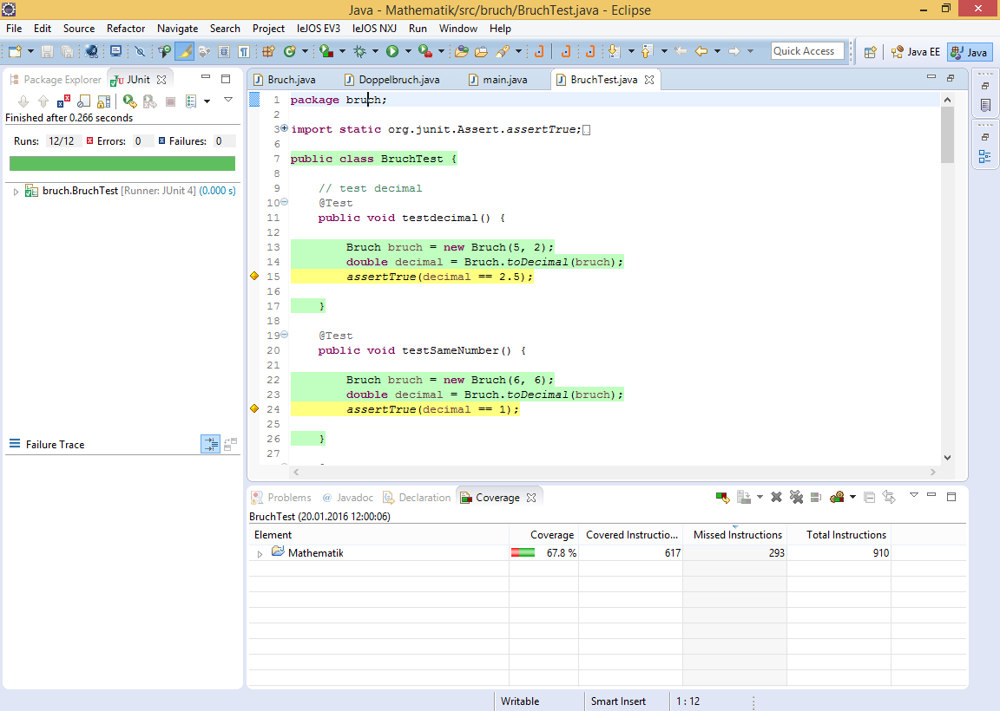 Java - Mathematik/src/bruch/BruchTest.java - Eclipse
File Edit Source Refactor Navigate Search Project leJOS EV3 leJOS NXJ Run Window Help
Quick Access Java EE Java
Package Explorer JUnit
Finished after 0.266 seconds
Runs: 12/12 Errors: 0 Failures: 0
bruch.BruchTest [Runner: JUnit 4] (0.000 s)
Failure Trace
Bruch.java Doppelbruch.java main.java BruchTest.java
1 package bruch;
2
3 import static org.junit.Assert.assertTrue;
6
7 public class BruchTest {
8
9 // test decimal
10 @Test
11 public void testdecimal() {
12
13 Bruch bruch = new Bruch(5, 2);
14 double decimal = Bruch.toDecimal(bruch);
15 assertTrue(decimal == 2.5);
16
17 }
18
19 @Test
20 public void testSameNumber() {
21
22 Bruch bruch = new Bruch(6, 6);
23 double decimal = Bruch.toDecimal(bruch);
24 assertTrue(decimal == 1);
25
26 }
27
Problems @ Javadoc Declaration Coverage
BruchTest (20.01.2016 12:00:06)
Element Coverage Covered Instructio... Missed Instructions Total Instructions
Mathematik 67.8 % 617 293 910
Writable Smart Insert 1 : 12